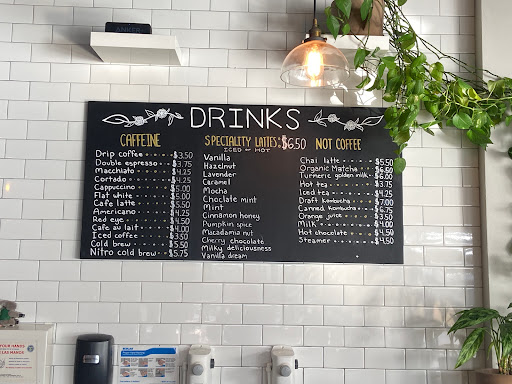 DRINKS
CAFFEINE
Drip coffee $3.50
Double espresso $3.75
Macchiato $4.25
Cortado $4.25
Cappuccino $5.00
Flat white $5.00
Cafe latte $5.50
Americano $4.25
Red eye $4.50
Cafe au lait $4.00
Iced coffee $3.50
Cold brew $5.50
Nitro cold brew $5.75
SPECIALITY LATTES: $6.50
ICED or HOT
Vanilla
Hazelnut
Lavender
Caramel
Mocha
Choclate mint
Mint
Cinnamon honey
Pumpkin spice
Macadamia nut
Cherry chocolate
Milky deliciousness
Vanilla dream
NOT COFFEE
Chai latte $5.50
Organic Matcha $6.50
Turmeric golden milk $6.00
Hot tea $3.75
Iced tea $4.25
Draft kombucha $7.00
Canned kombucha $6.75
Orange juice $3.50
Milk $4.00
Hot chocolate $4.50
Steamer $4.50